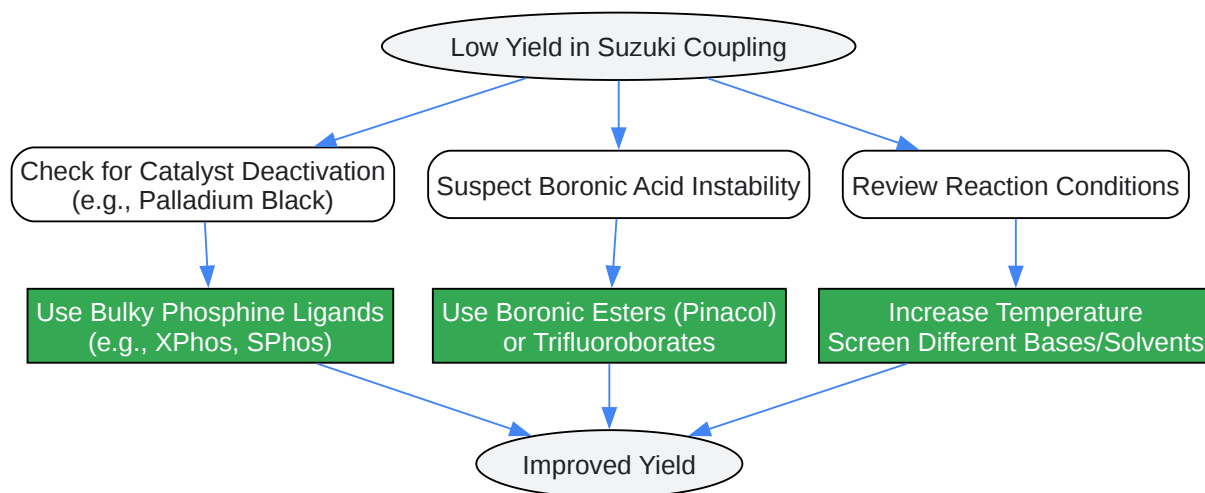 Low Yield in Suzuki Coupling
Check for Catalyst Deactivation
(e.g., Palladium Black)
Suspect Boronic Acid Instability
Review Reaction Conditions
Use Bulky Phosphine Ligands
(e.g., XPhos, SPhos)
Use Boronic Esters (Pinacol)
or Trifluoroborates
Increase Temperature
Screen Different Bases/Solvents
Improved Yield